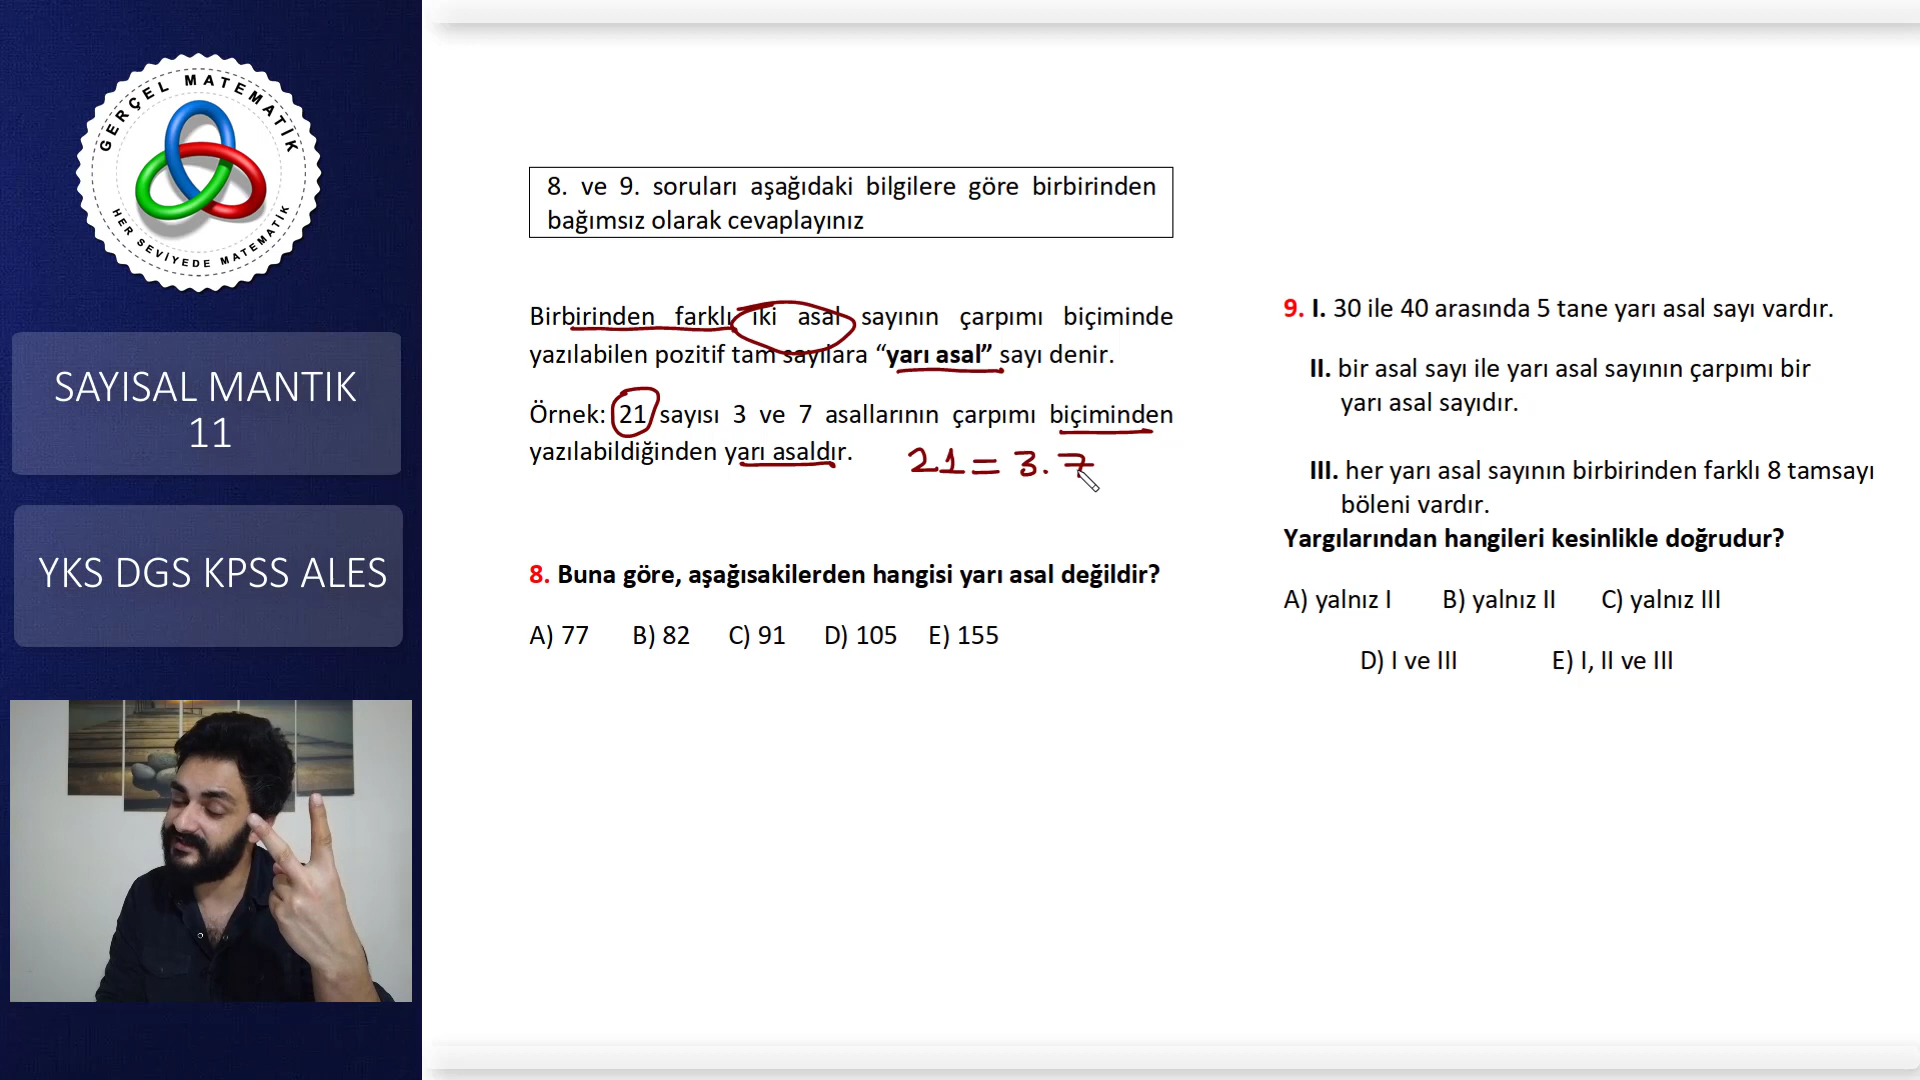 GERÇEL MATEMATİK
HER SEVİYEDE MATEMATİK
SAYISAL MANTIK
11
YKS DGS KPSS ALES
8. ve 9. soruları aşağıdaki bilgilere göre birbirinden
bağımsız olarak cevaplayınız
Birbirinden farklı iki asal sayının çarpımı biçiminde
yazılabilen pozitif tam sayılara “yarı asal” sayı denir.
Örnek: 21 sayısı 3 ve 7 asallarının çarpımı biçiminden
yazılabildiğinden yarı asaldır.
21 = 3.7
8. Buna göre, aşağısakilerden hangisi yarı asal değildir?
A) 77 B) 82 C) 91 D) 105 E) 155
9. I. 30 ile 40 arasında 5 tane yarı asal sayı vardır.
II. bir asal sayı ile yarı asal sayının çarpımı bir
yarı asal sayıdır.
III. her yarı asal sayının birbirinden farklı 8 tamsayı
böleni vardır.
Yargılarından hangileri kesinlikle doğrudur?
A) yalnız I B) yalnız II C) yalnız III
D) I ve III E) I, II ve III